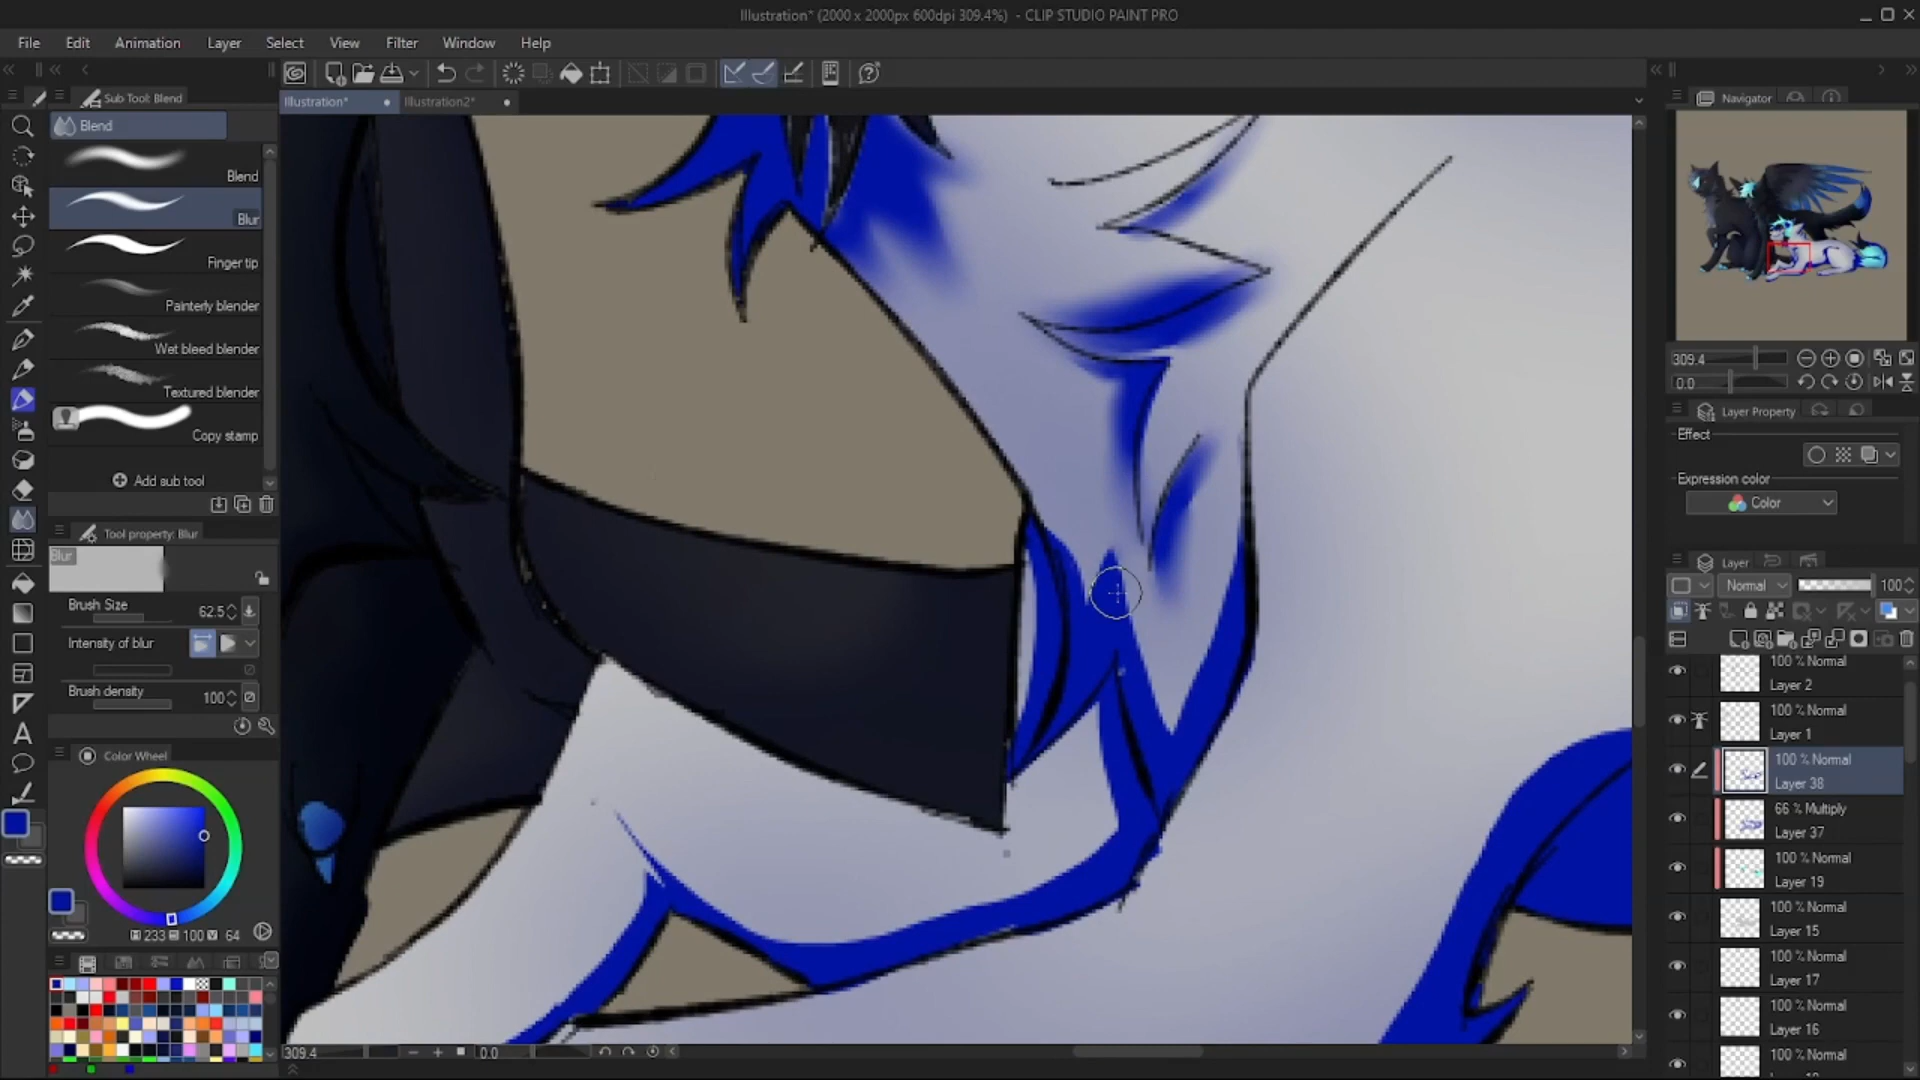 Illustration* (2000 x 2000px 600dpi 309.4%) - CLIP STUDIO PAINT PRO
File Edit Animation Layer Select View Filter Window Help
Sub Tool: Blend
Illustration* Illustration2*
Navigator
Blend
Blend
Blur
Finger tip
Painterly blender
Wet bleed blender
Textured blender
Copy stamp
Add sub tool
Tool property: Blur
Blur
Brush Size 62.5
Intensity of blur
Brush density 100
Color Wheel
H 233 S 100 V 64
309.4
0.0
Layer Property
Effect
Expression color
Color
Layer
Normal 100
100 % Normal
Layer 2
100 % Normal
Layer 1
100 % Normal
Layer 38
66 % Multiply
Layer 37
100 % Normal
Layer 19
100 % Normal
Layer 15
100 % Normal
Layer 17
100 % Normal
Layer 16
100 % Normal
309.4 0.0